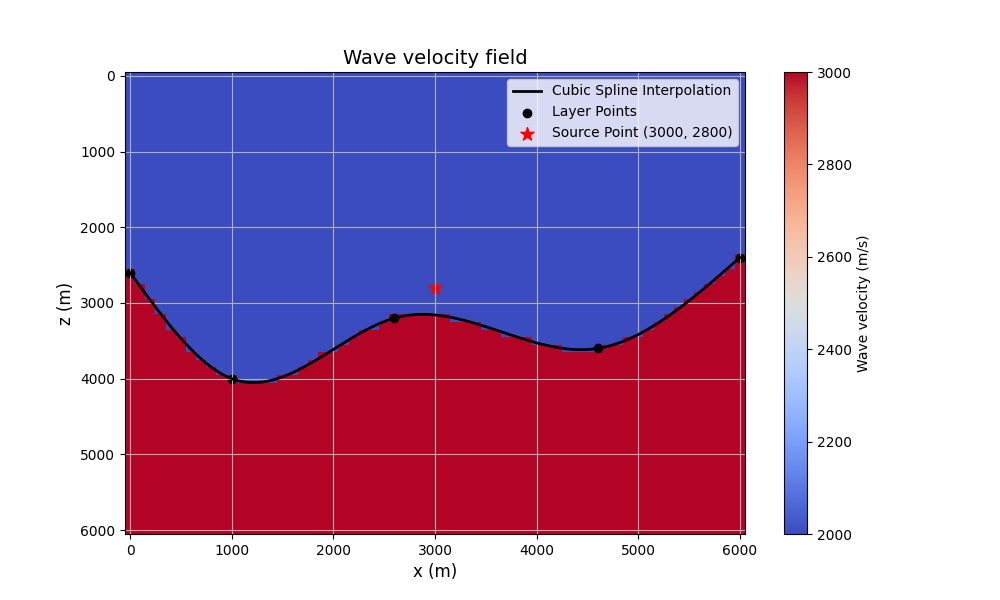 Wave velocity field
Cubic Spline Interpolation
Layer Points
Source Point (3000, 2800)
z (m)
0
1000
2000
3000
4000
5000
6000
0
1000
2000
3000
4000
5000
6000
x (m)
3000
2800
2600
2400
2200
2000
Wave velocity (m/s)